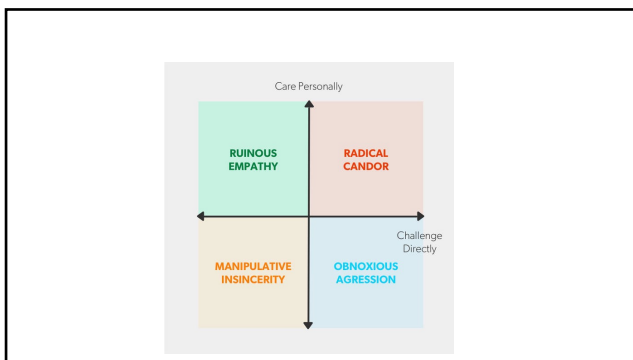 Care Personally
RUINOUS
EMPATHY
RADICAL
CANDOR
Challenge
Directly
MANIPULATIVE
INSINCERITY
OBNOXIOUS
AGRESSION